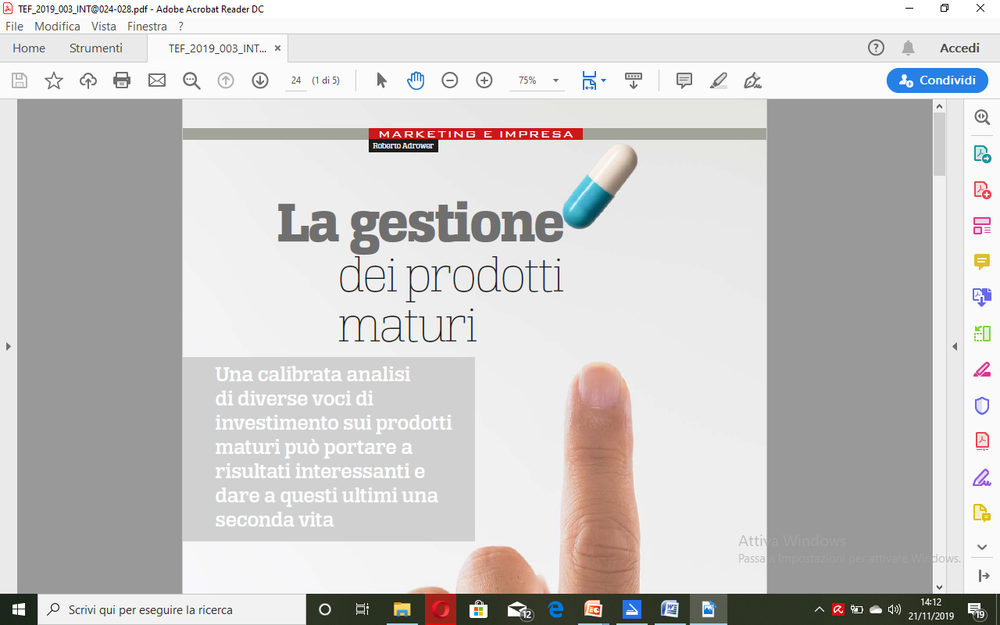 TEF_2019_003_INT@024-028.pdf - Adobe Acrobat Reader DC
File Modifica Vista Finestra ?
Home Strumenti TEF_2019_003_INT... × Accedi
24 (1 di 5) 75% Condividi
MARKETING E IMPRESA
Roberto Adrower
La gestione
dei prodotti
maturi
Una calibrata analisi
di diverse voci di
investimento sui prodotti
maturi può portare a
risultati interessanti e
dare a questi ultimi una
seconda vita
Attiva Windows
Passa a Impostazioni per attivare Windows.
Scrivi qui per eseguire la ricerca
12
14:12
21/11/2019
19